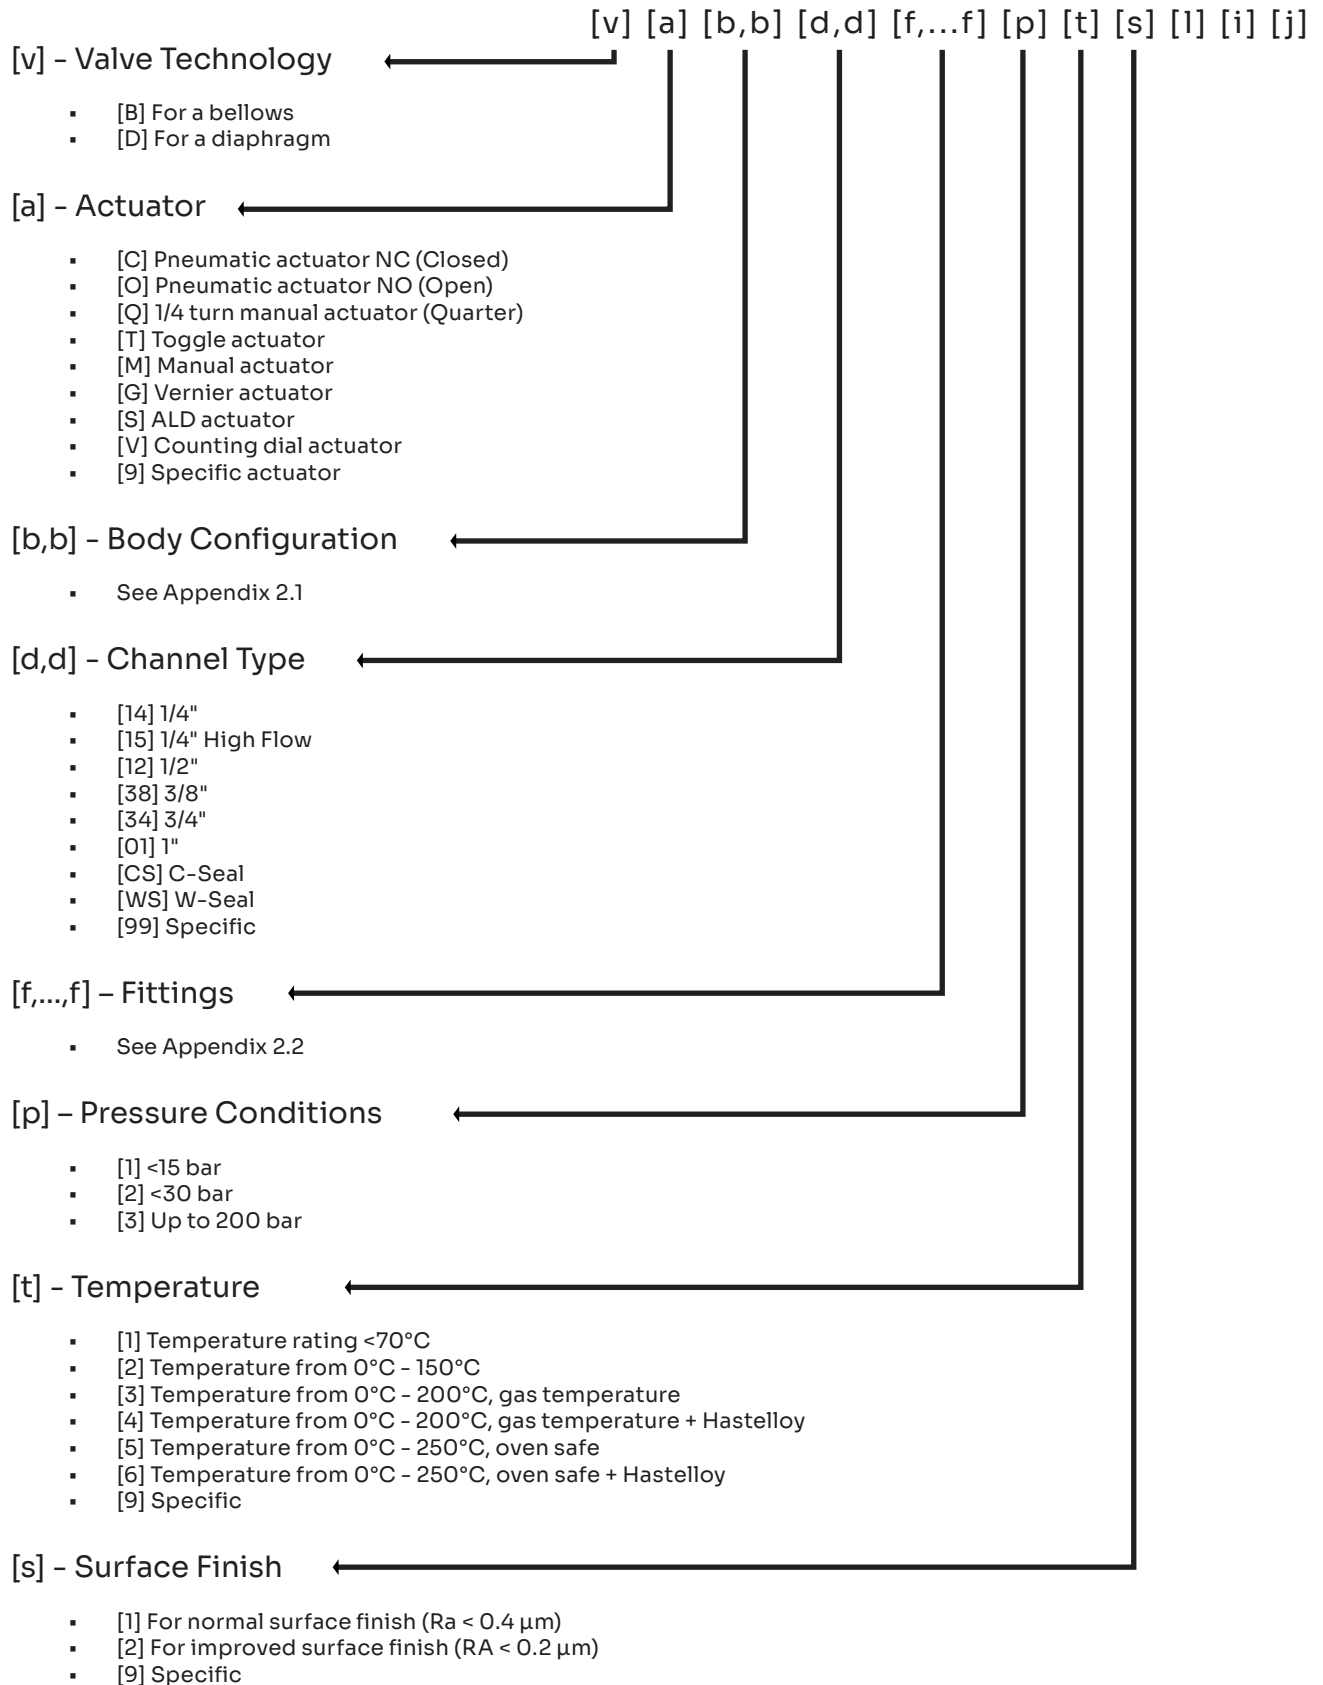 [v] [a] [b,b] [d,d] [f,...f] [p] [t] [s] [l] [i] [j]
[v] - Valve Technology
▪ [B] For a bellows
▪ [D] For a diaphragm
[a] - Actuator
▪ [C] Pneumatic actuator NC (Closed)
▪ [O] Pneumatic actuator NO (Open)
▪ [Q] 1/4 turn manual actuator (Quarter)
▪ [T] Toggle actuator
▪ [M] Manual actuator
▪ [G] Vernier actuator
▪ [S] ALD actuator
▪ [V] Counting dial actuator
▪ [9] Specific actuator
[b,b] - Body Configuration
▪ See Appendix 2.1
[d,d] - Channel Type
▪ [14] 1/4"
▪ [15] 1/4" High Flow
▪ [12] 1/2"
▪ [38] 3/8"
▪ [34] 3/4"
▪ [01] 1"
▪ [CS] C-Seal
▪ [WS] W-Seal
▪ [99] Specific
[f,...,f] – Fittings
▪ See Appendix 2.2
[p] – Pressure Conditions
▪ [1] <15 bar
▪ [2] <30 bar
▪ [3] Up to 200 bar
[t] - Temperature
▪ [1] Temperature rating <70°C
▪ [2] Temperature from 0°C - 150°C
▪ [3] Temperature from 0°C - 200°C, gas temperature
▪ [4] Temperature from 0°C - 200°C, gas temperature + Hastelloy
▪ [5] Temperature from 0°C - 250°C, oven safe
▪ [6] Temperature from 0°C - 250°C, oven safe + Hastelloy
▪ [9] Specific
[s] - Surface Finish
▪ [1] For normal surface finish (Ra < 0.4 µm)
▪ [2] For improved surface finish (RA < 0.2 µm)
▪ [9] Specific